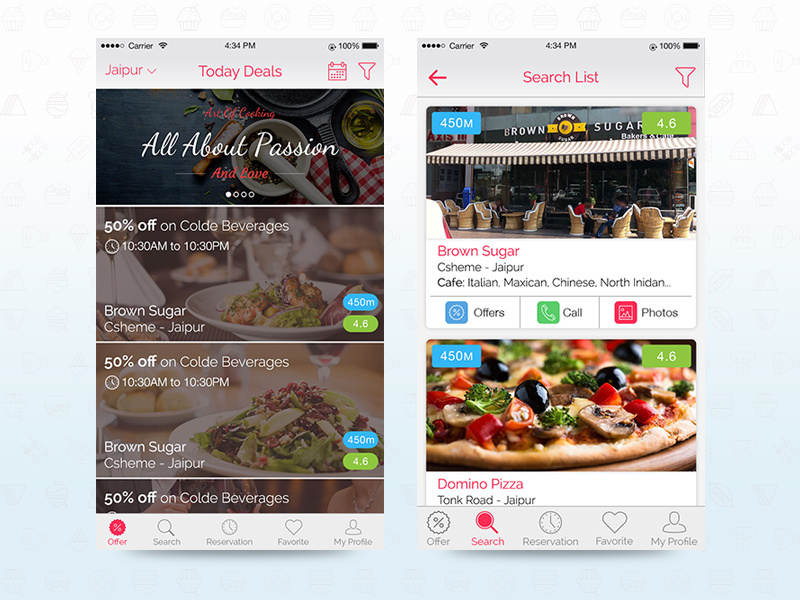 Carrier
4:34 PM
100%
Jaipur
Today Deals
Art Of Cooking
All About Passion
And Love
50% off on Colde Beverages
10:30AM to 10:30PM
Brown Sugar
Csheme - Jaipur
450m
4.6
50% off on Colde Beverages
10:30AM to 10:30PM
Brown Sugar
Csheme - Jaipur
450m
4.6
50% off on Colde Beverages
Offer
Search
Reservation
Favorite
My Profile
Carrier
4:34 PM
100%
Search List
450M
4.6
BROWN SUGAR
Bakers & Cafe
Brown Sugar
Csheme - Jaipur
Cafe: Italian, Maxican, Chinese, North Inidan...
Offers
Call
Photos
450M
4.6
Domino Pizza
Tonk Road - Jaipur
Offer
Search
Reservation
Favorite
My Profile